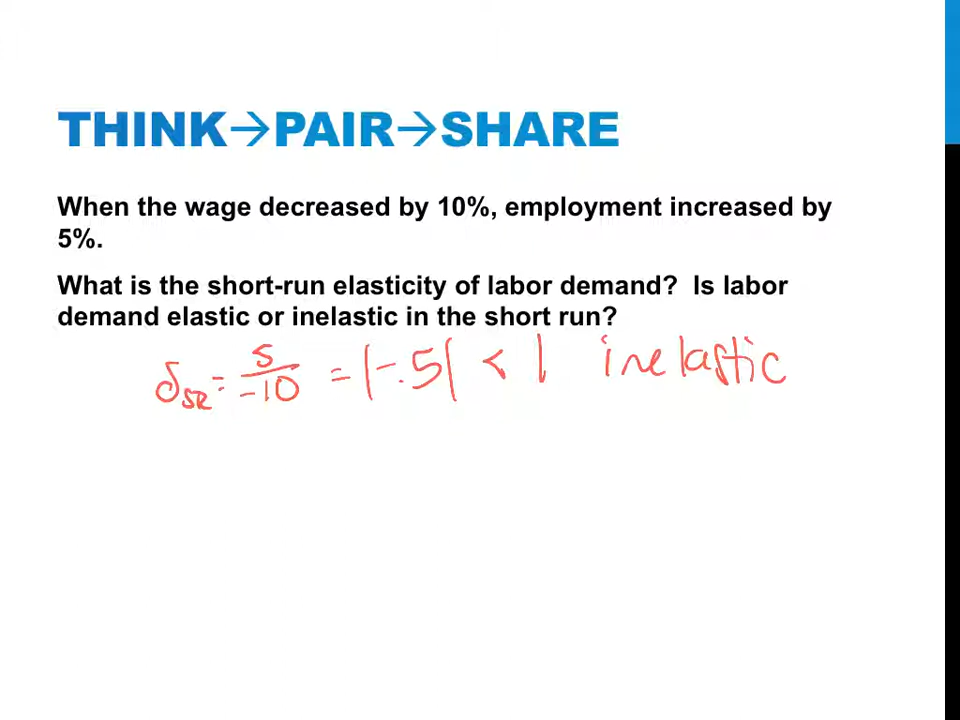 THINK→PAIR→SHARE
When the wage decreased by 10%, employment increased by
5%.
What is the short-run elasticity of labor demand?  Is labor
demand elastic or inelastic in the short run?
δSR = 5/-10 = |-.5| < 1 inelastic